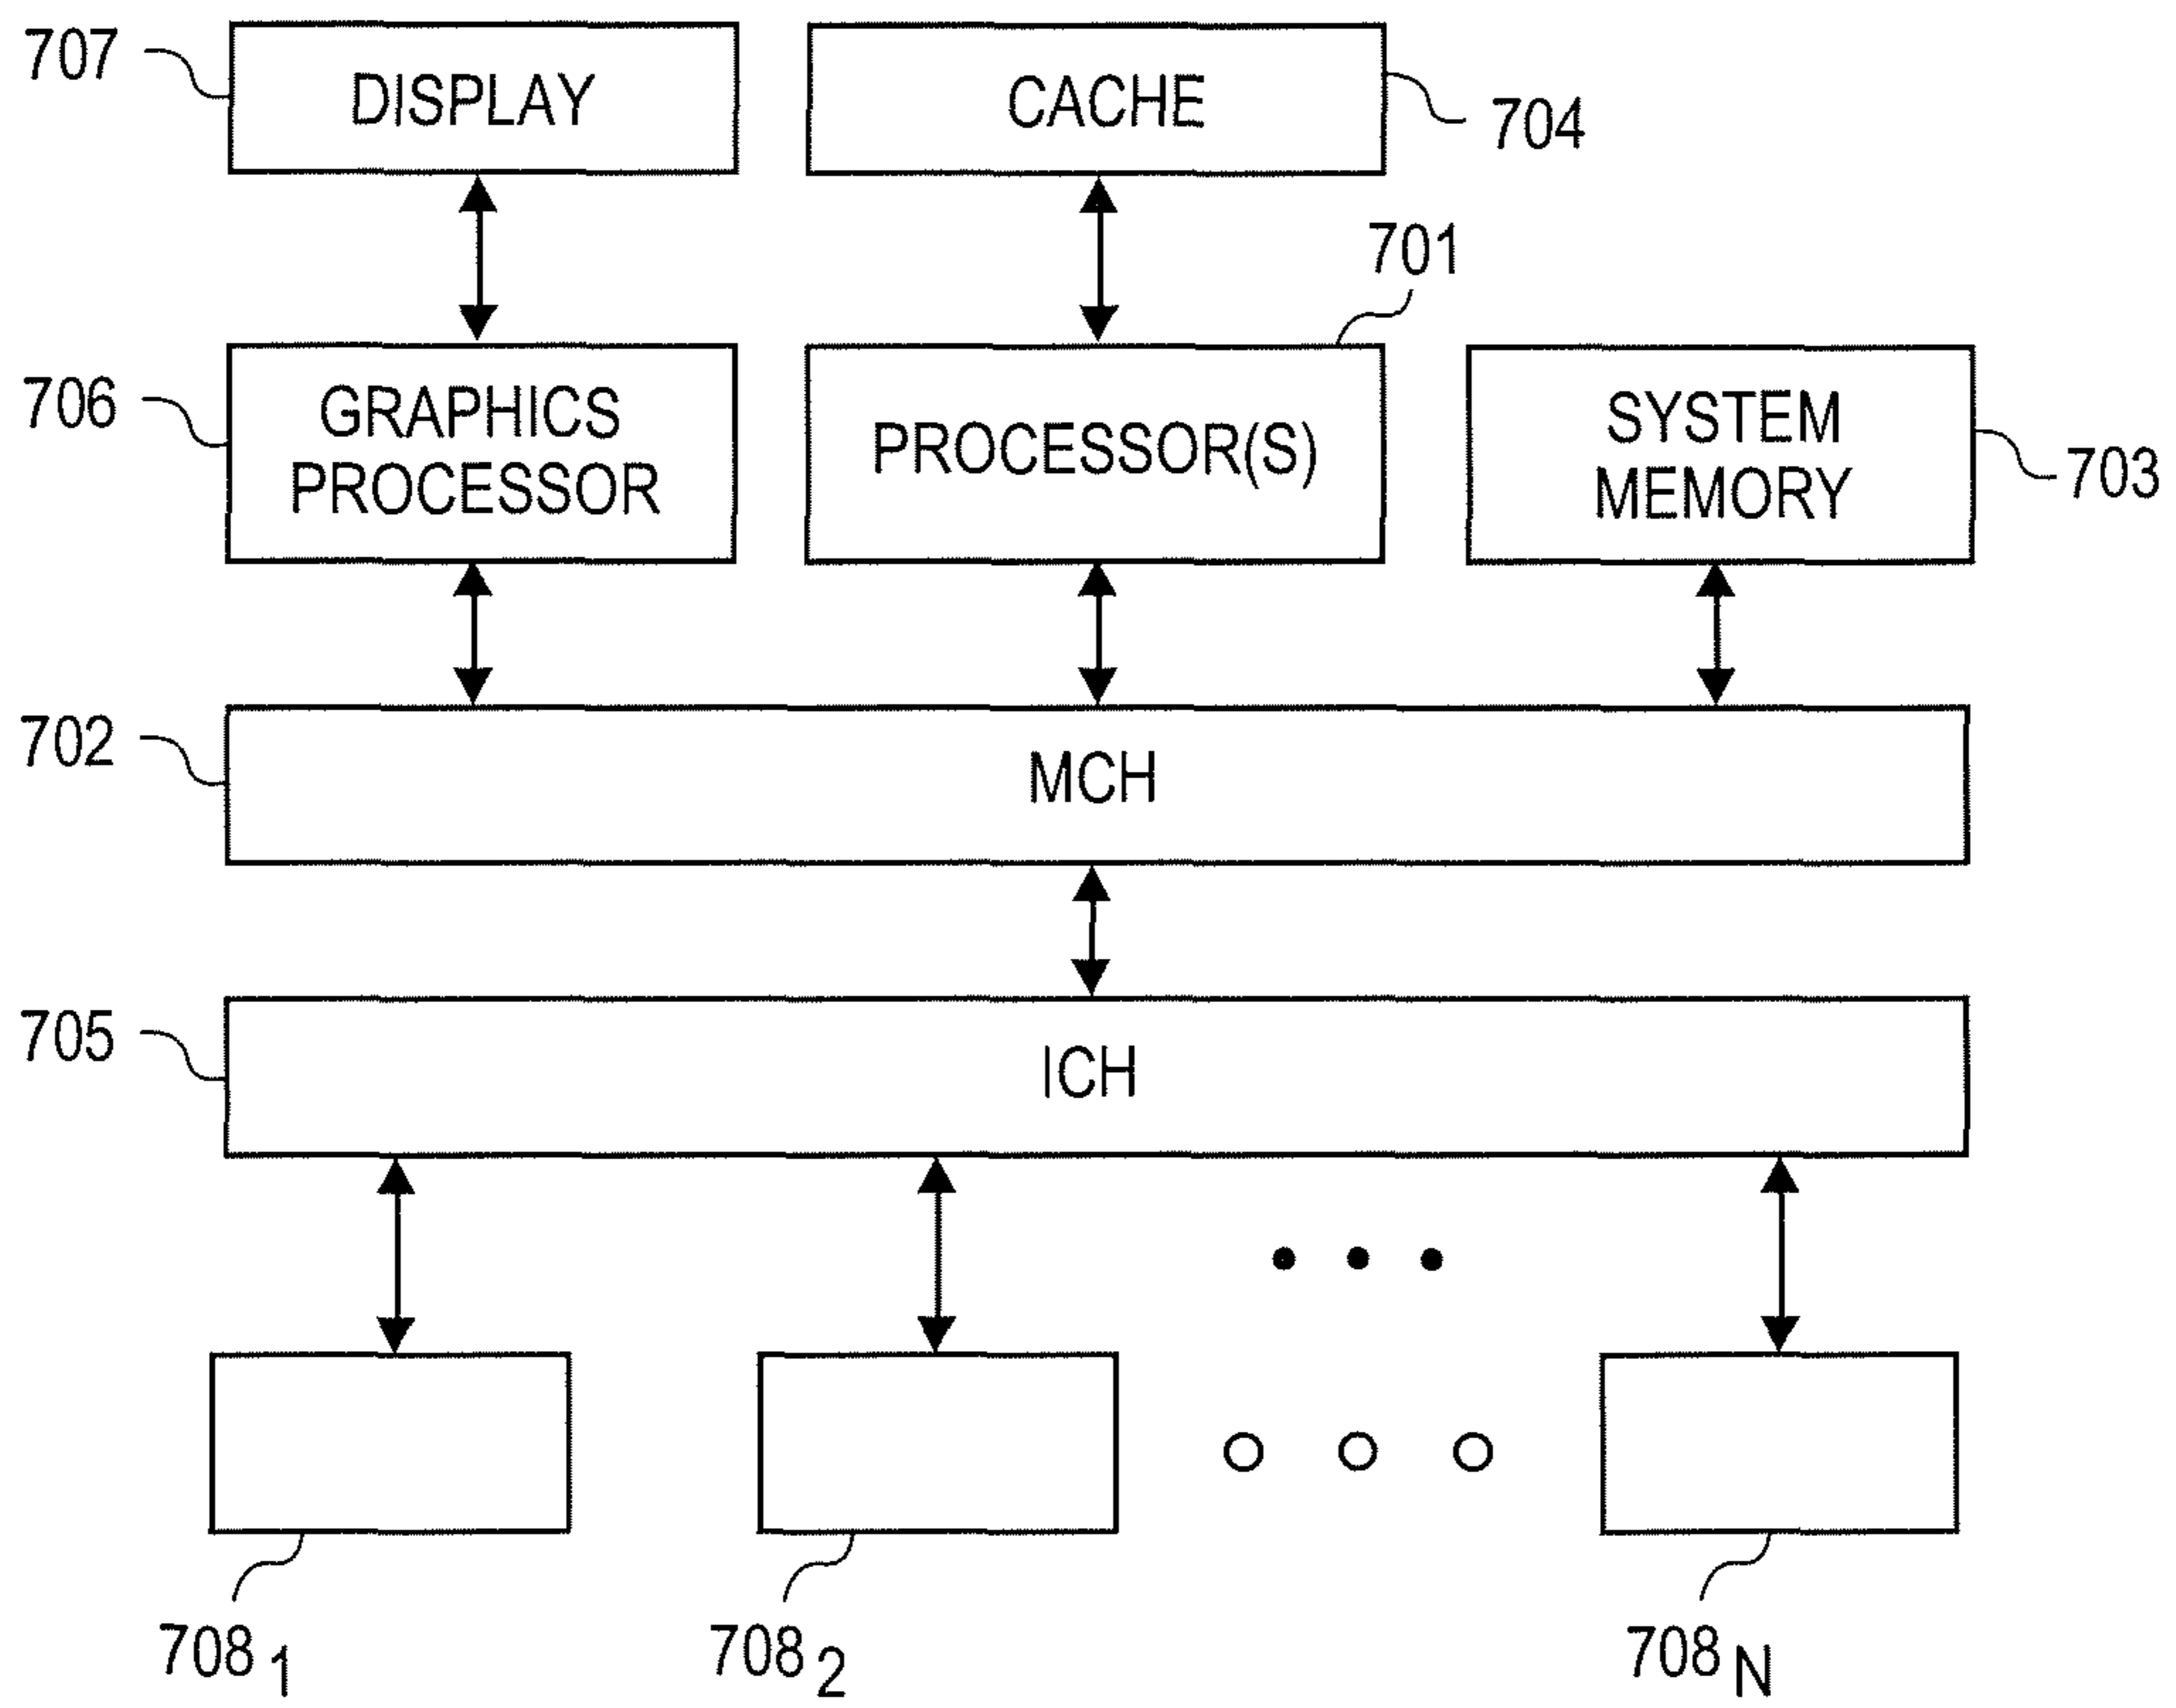 707
DISPLAY
CACHE
704
701
706
GRAPHICS
PROCESSOR
PROCESSOR(S)
SYSTEM
MEMORY
703
702
MCH
705
ICH
708 1
708 2
708 N